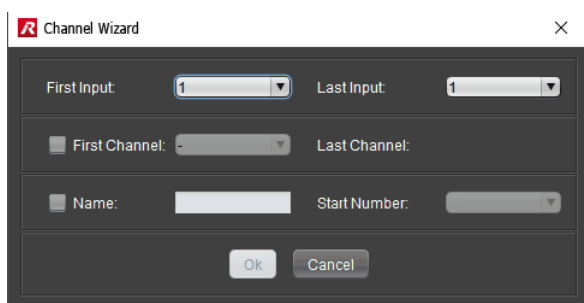 Channel Wizard
First Input: 1 Last Input: 1
First Channel: - Last Channel:
Name: Start Number:
Ok Cancel